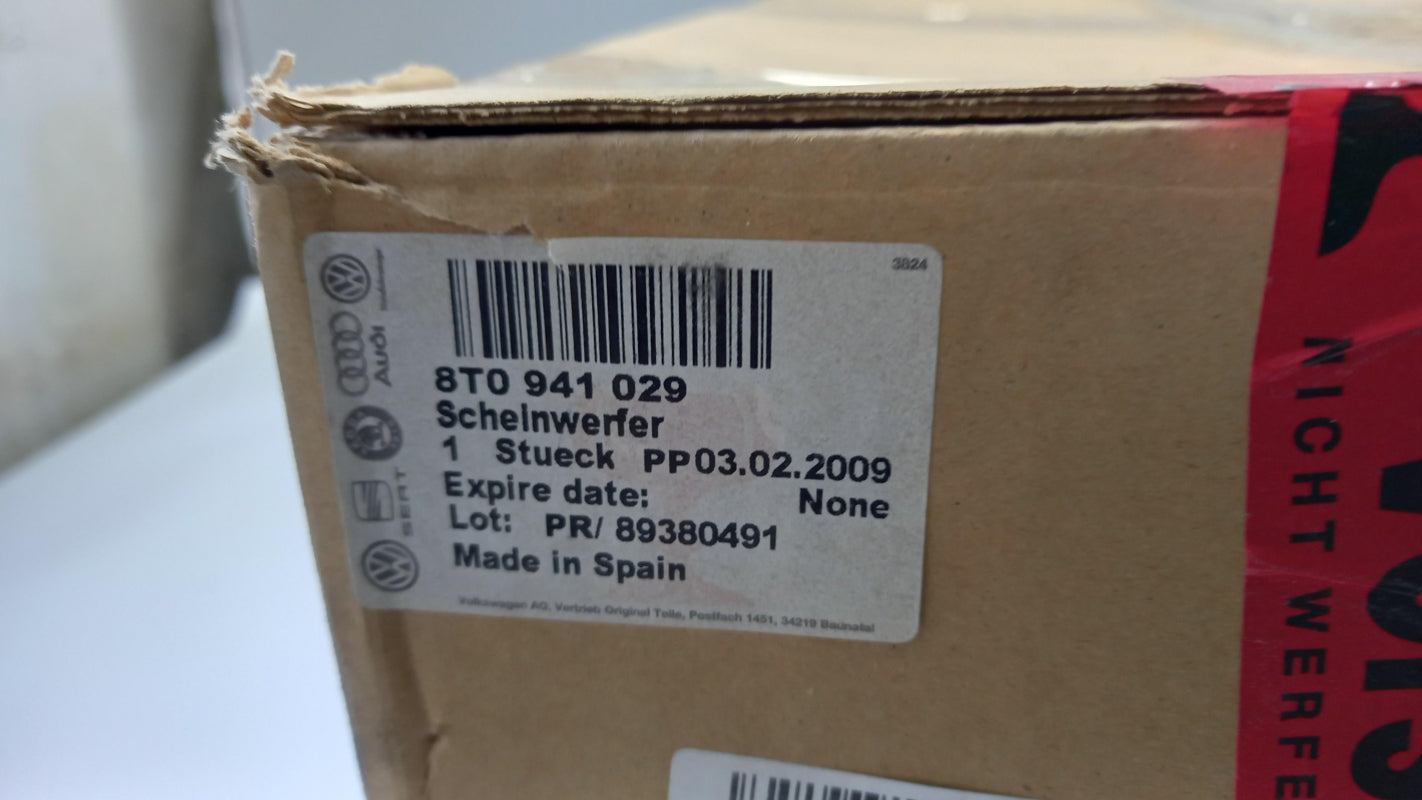 3824
Audi
SEAT
8T0 941 029
Scheinwerfer
1 Stueck PP03.02.2009
Expire date: None
Lot: PR/ 89380491
Made in Spain
Volkswagen AG, Vertrieb Original Teile, Postfach 1451, 34219 Baunatal
NICHT WERFE